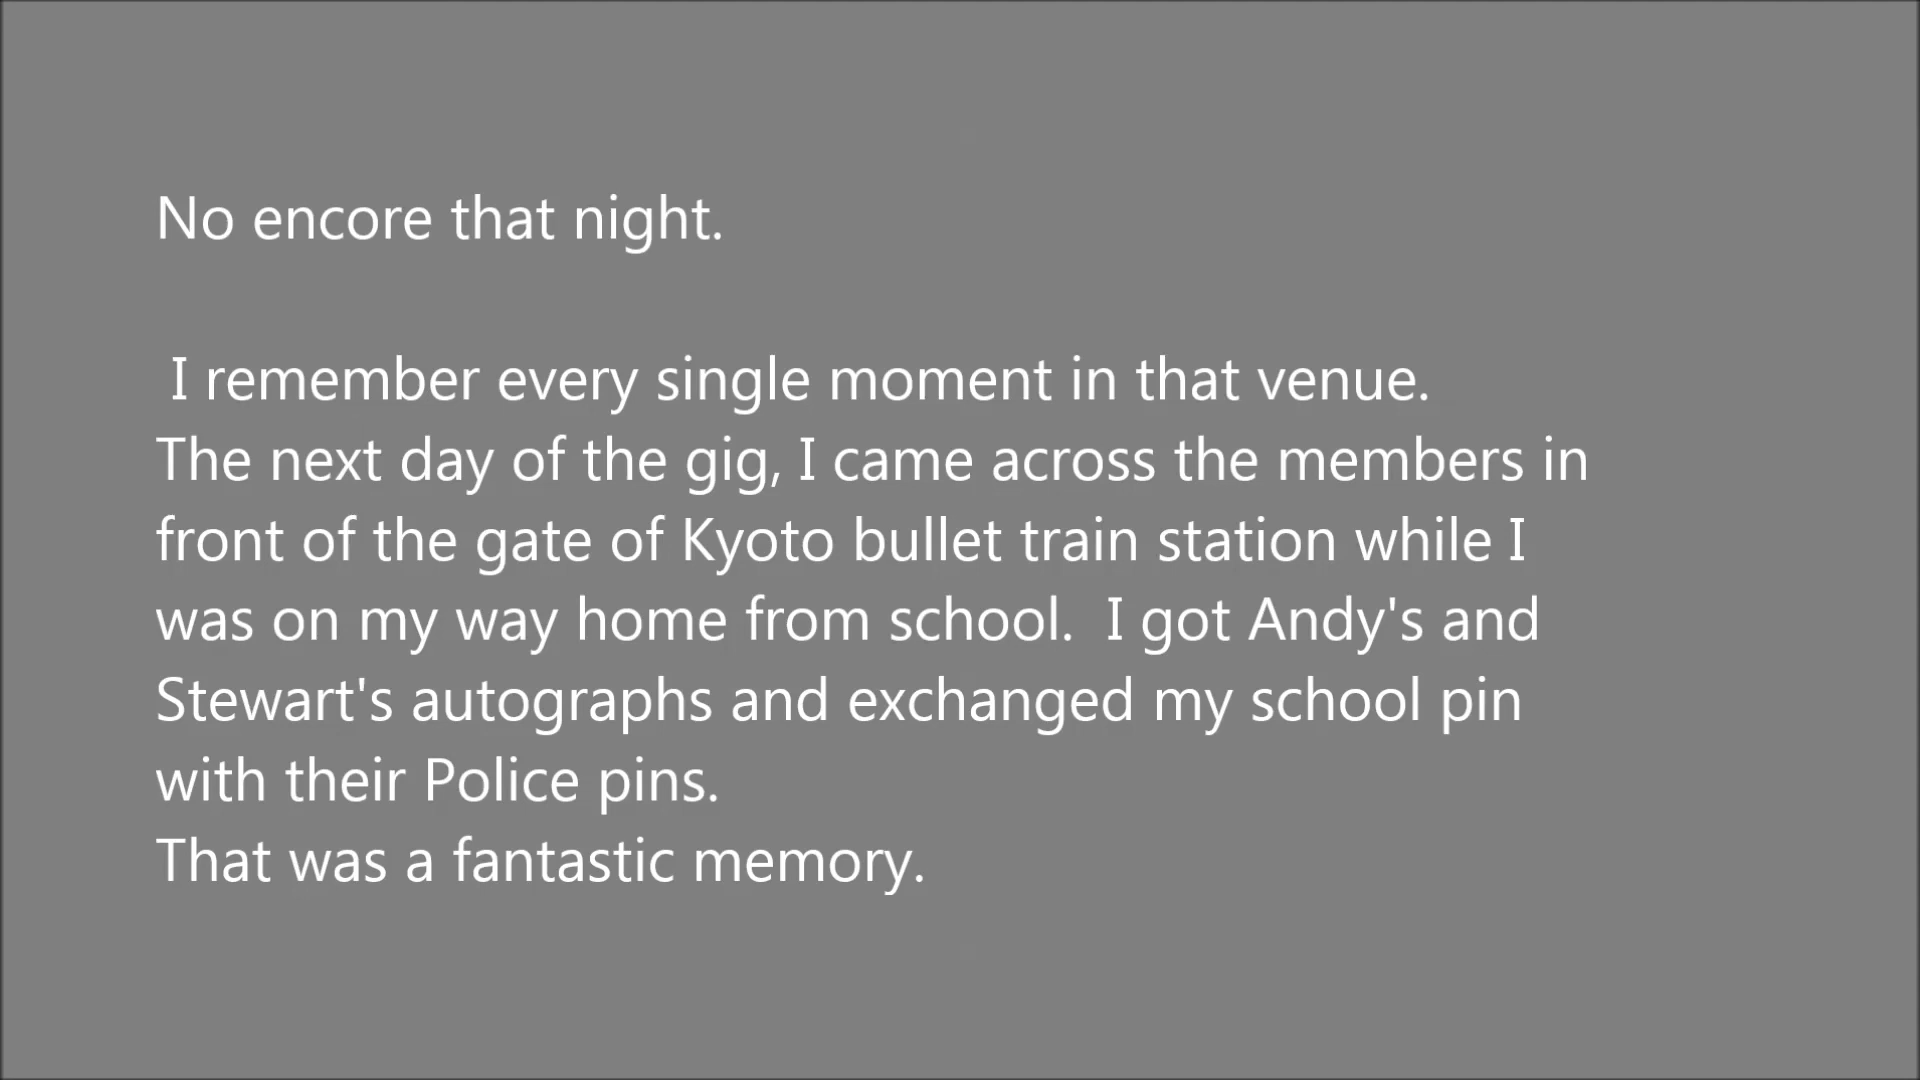 No encore that night.
I remember every single moment in that venue.
The next day of the gig, I came across the members in
front of the gate of Kyoto bullet train station while I
was on my way home from school.  I got Andy's and
Stewart's autographs and exchanged my school pin
with their Police pins.
That was a fantastic memory.